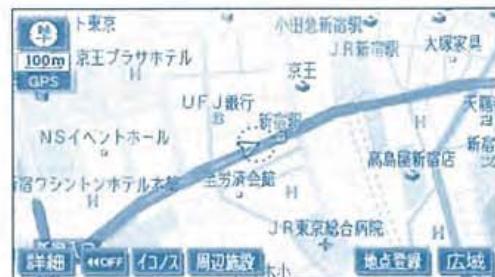 ト東京
小田急新宿駅
JR新宿駅
大塚家具
100m
京王プラザホテル
京王
GPS
UFJ銀行
新宿駅
NSイベントホール
高島屋新宿店
新宿
宿ワシントンホテル本館
全労済会館
JR東京総合病院
詳細
◀◀OFF
イコノス
周辺施設
木小
地点登録
広域